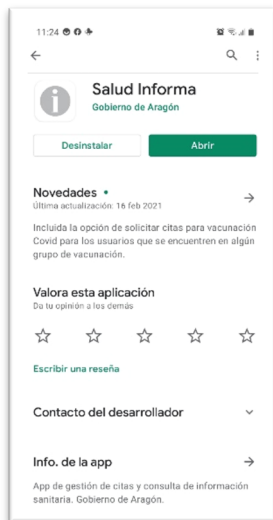 11:24
Salud Informa
Gobierno de Aragón
Desinstalar Abrir
Novedades
Última actualización: 16 feb 2021
Incluida la opción de solicitar citas para vacunación
Covid para los usuarios que se encuentren en algún
grupo de vacunación.
Valora esta aplicación
Da tu opinión a los demás
Escribir una reseña
Contacto del desarrollador
Info. de la app
App de gestión de citas y consulta de información
sanitaria. Gobierno de Aragón.